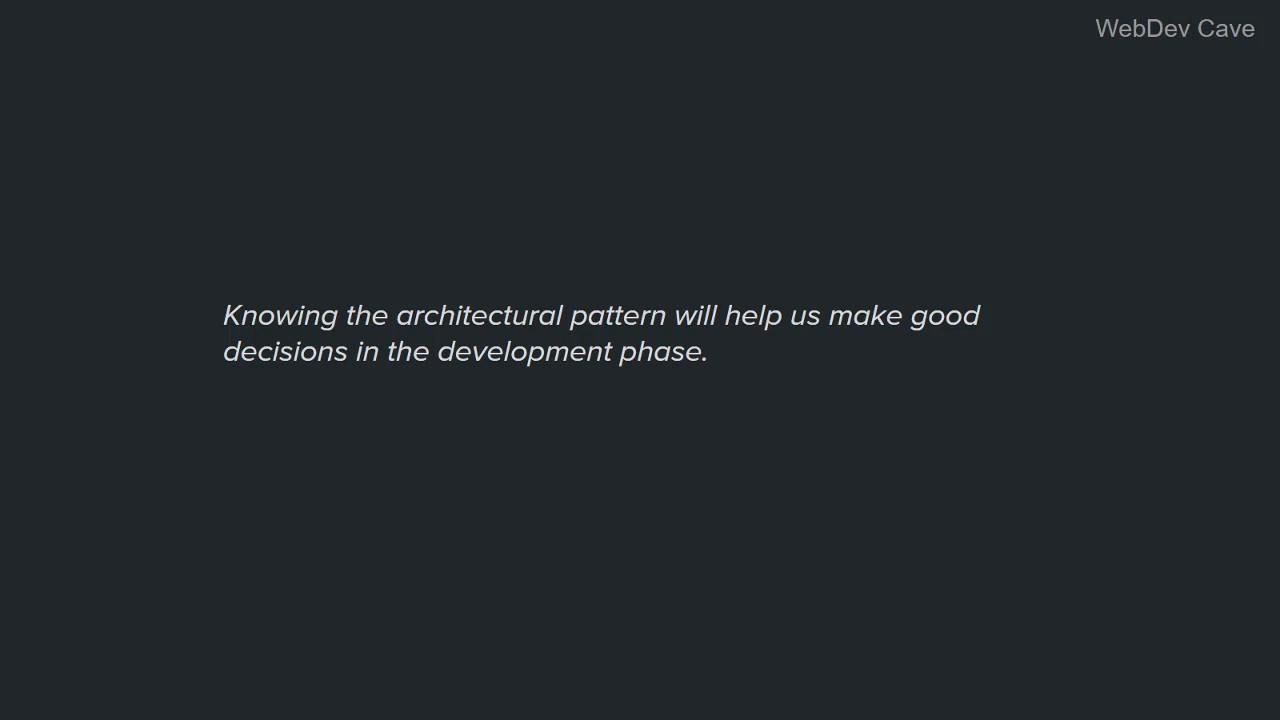 WebDev Cave
Knowing the architectural pattern will help us make good
decisions in the development phase.